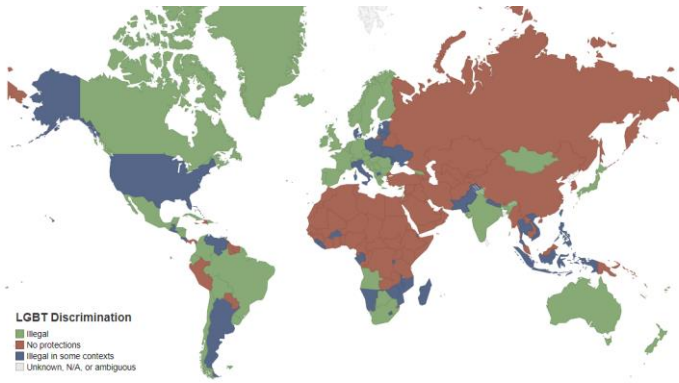 LGBT Discrimination
Illegal
No protections
Illegal in some contexts
Unknown, N/A, or ambiguous